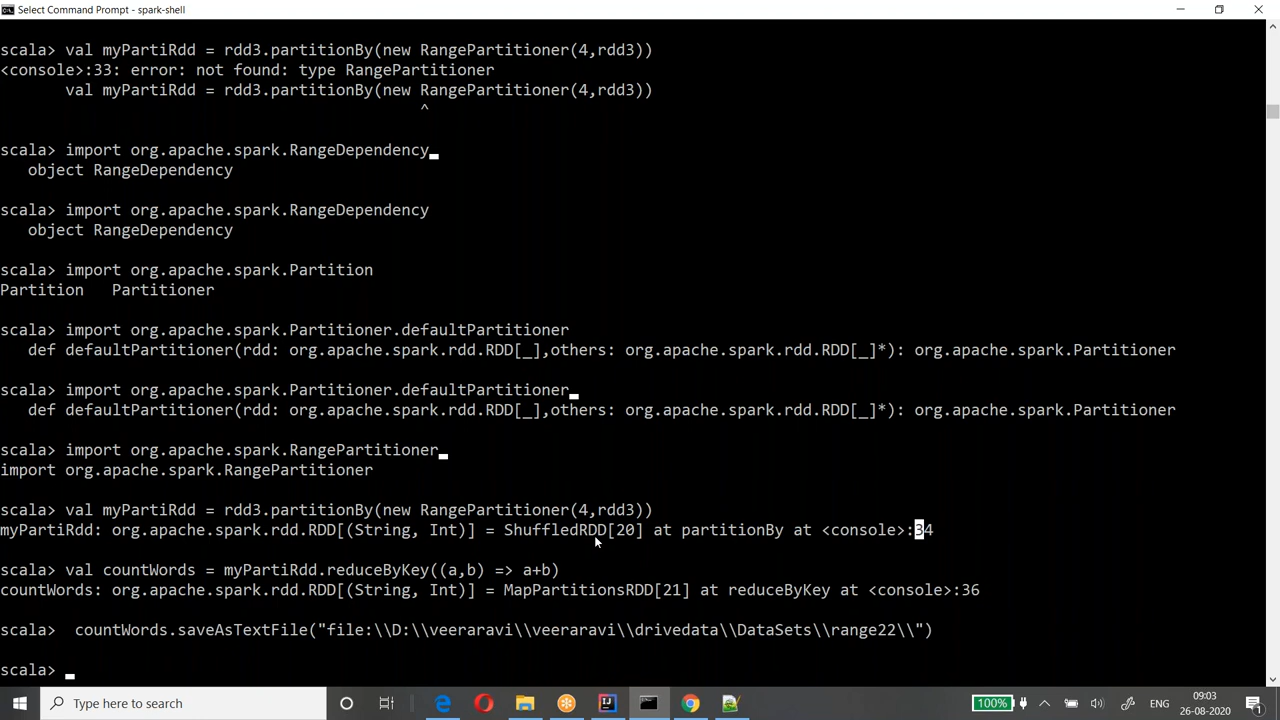 Select Command Prompt - spark-shell
scala> val myPartiRdd = rdd3.partitionBy(new RangePartitioner(4,rdd3))
<console>:33: error: not found: type RangePartitioner
       val myPartiRdd = rdd3.partitionBy(new RangePartitioner(4,rdd3))
                                             ^
scala> import org.apache.spark.RangeDependency
   object RangeDependency
scala> import org.apache.spark.RangeDependency
   object RangeDependency
scala> import org.apache.spark.Partition
Partition   Partitioner
scala> import org.apache.spark.Partitioner.defaultPartitioner
   def defaultPartitioner(rdd: org.apache.spark.rdd.RDD[_],others: org.apache.spark.rdd.RDD[_]*): org.apache.spark.Partitioner
scala> import org.apache.spark.Partitioner.defaultPartitioner
   def defaultPartitioner(rdd: org.apache.spark.rdd.RDD[_],others: org.apache.spark.rdd.RDD[_]*): org.apache.spark.Partitioner
scala> import org.apache.spark.RangePartitioner
import org.apache.spark.RangePartitioner
scala> val myPartiRdd = rdd3.partitionBy(new RangePartitioner(4,rdd3))
myPartiRdd: org.apache.spark.rdd.RDD[(String, Int)] = ShuffledRDD[20] at partitionBy at <console>:34
scala> val countWords = myPartiRdd.reduceByKey((a,b) => a+b)
countWords: org.apache.spark.rdd.RDD[(String, Int)] = MapPartitionsRDD[21] at reduceByKey at <console>:36
scala>  countWords.saveAsTextFile("file:\\D:\\veeraravi\\veeraravi\\drivedata\\DataSets\\range22\\")
scala>
Type here to search
100%
ENG
09:03
26-08-2020
1